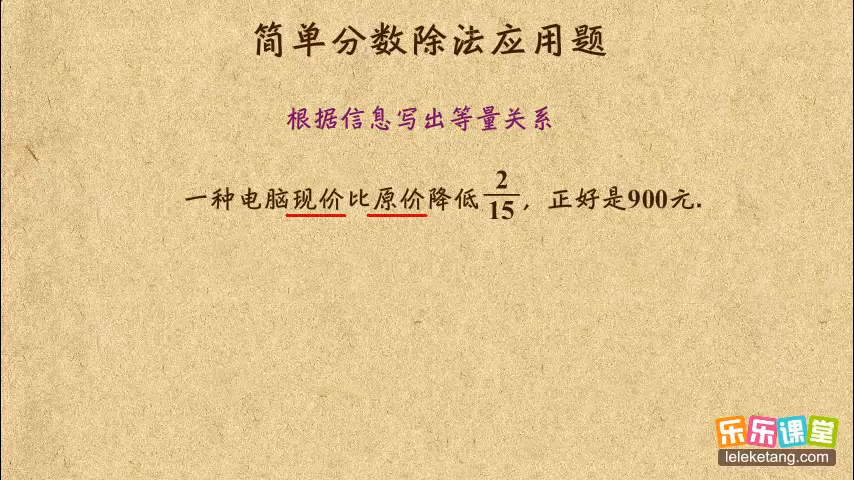 简单分数除法应用题
根据信息写出等量关系
一种电脑现价比原价降低2/15，正好是900元.
乐乐课堂
leleketang.com